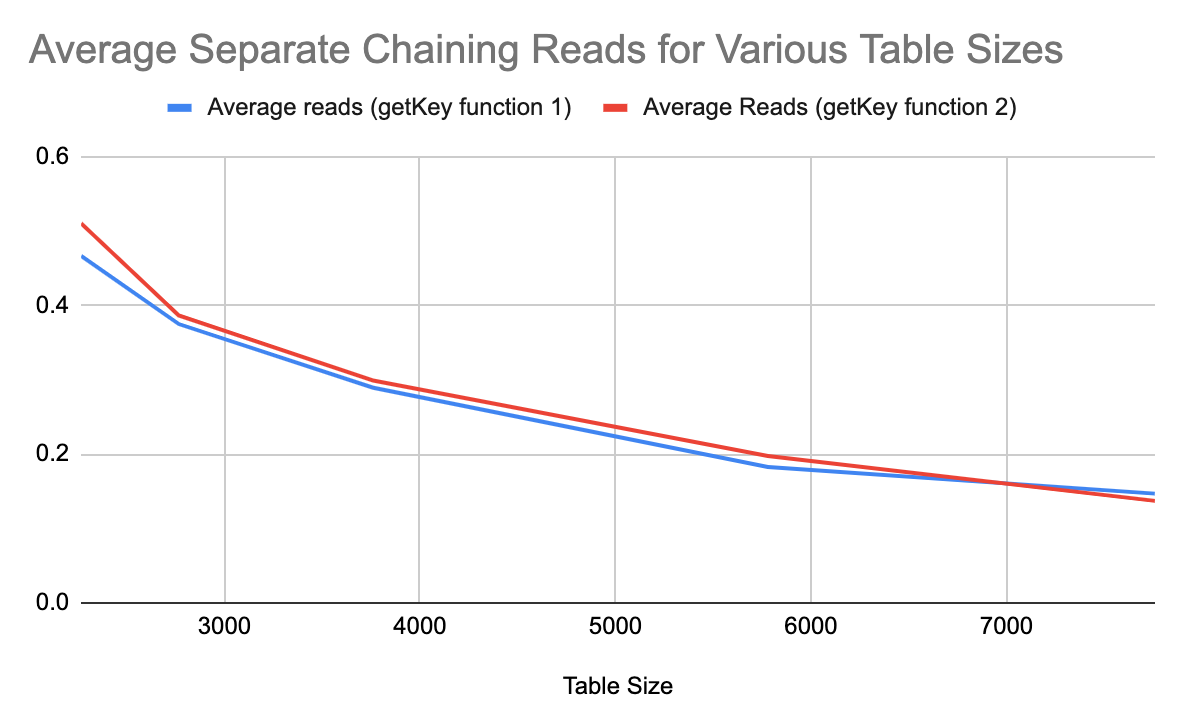 Average Separate Chaining Reads for Various Table Sizes
Average reads (getKey function 1) Average Reads (getKey function 2)
0.6
0.4
0.2
0.0
3000 4000 5000 6000 7000
Table Size